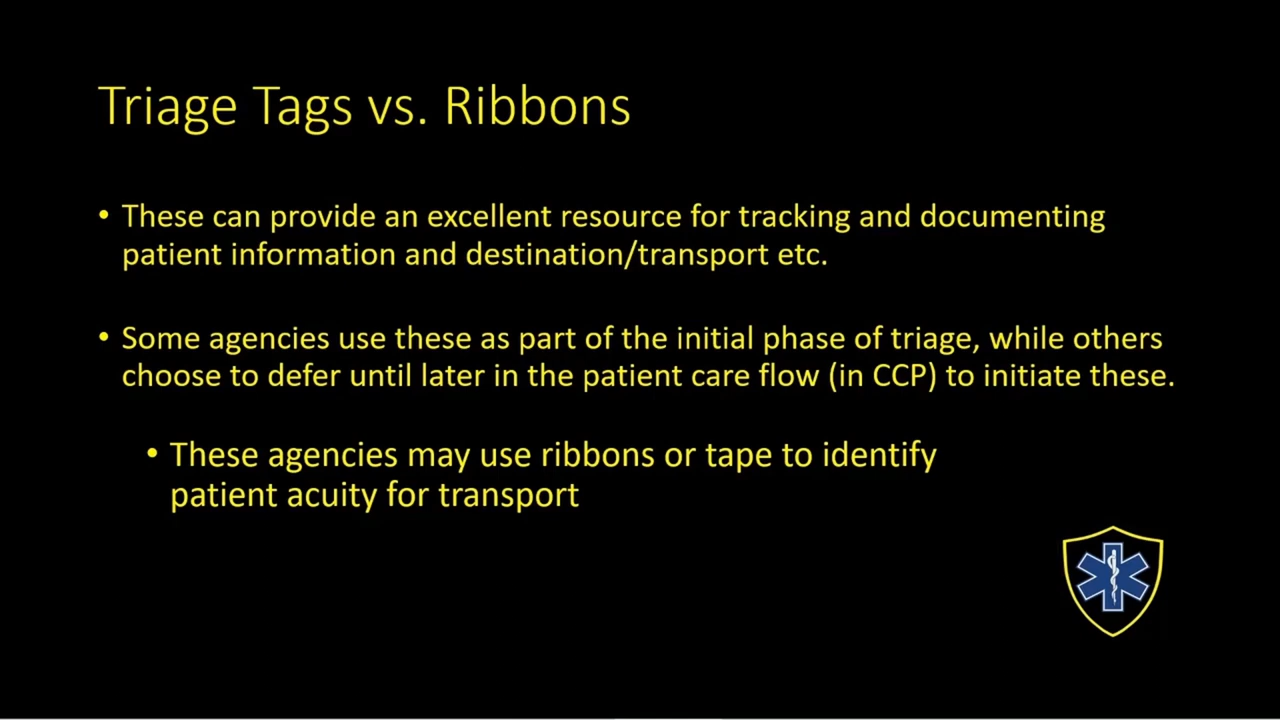 Triage Tags vs. Ribbons
• These can provide an excellent resource for tracking and documenting
patient information and destination/transport etc.
• Some agencies use these as part of the initial phase of triage, while others
choose to defer until later in the patient care flow (in CCP) to initiate these.
• These agencies may use ribbons or tape to identify
patient acuity for transport